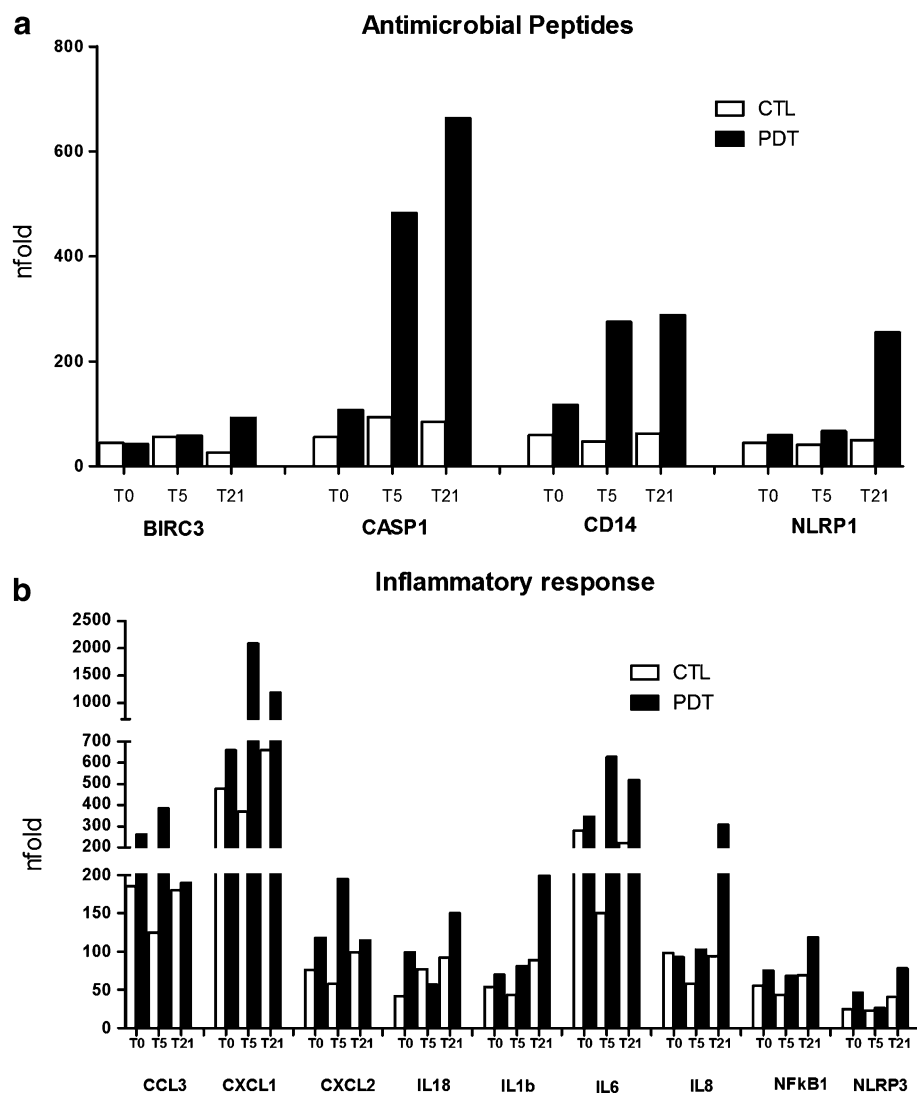 a
Antimicrobial Peptides
800
600
400
200
0
nfold
CTL
PDT
T0 T5 T21 T0 T5 T21 T0 T5 T21 T0 T5 T21
BIRC3 CASP1 CD14 NLRP1
b
Inflammatory response
2500
2000
1500
1000
700
600
500
400
300
200
200
150
100
50
0
nfold
CTL
PDT
T0 T5 T21 T0 T5 T21 T0 T5 T21 T0 T5 T21 T0 T5 T21 T0 T5 T21 T0 T5 T21 T0 T5 T21 T0 T5 T21
CCL3 CXCL1 CXCL2 IL18 IL1b IL6 IL8 NFkB1 NLRP3